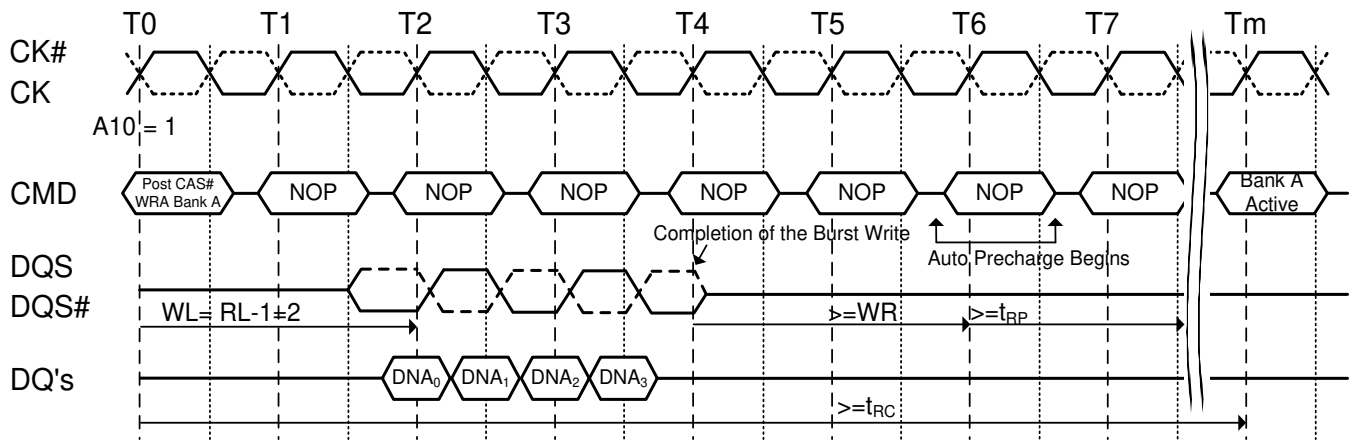 T0 T1 T2 T3 T4 T5 T6 T7 Tm
CK#
CK
A10 = 1
CMD
Post CAS#
WRA Bank A
NOP NOP NOP NOP NOP NOP NOP
Bank A
Active
Completion of the Burst Write
Auto Precharge Begins
DQS
DQS#
WL= RL-1=2
>=WR
>=tRP
DQ's
DNA0 DNA1 DNA2 DNA3
>=tRC